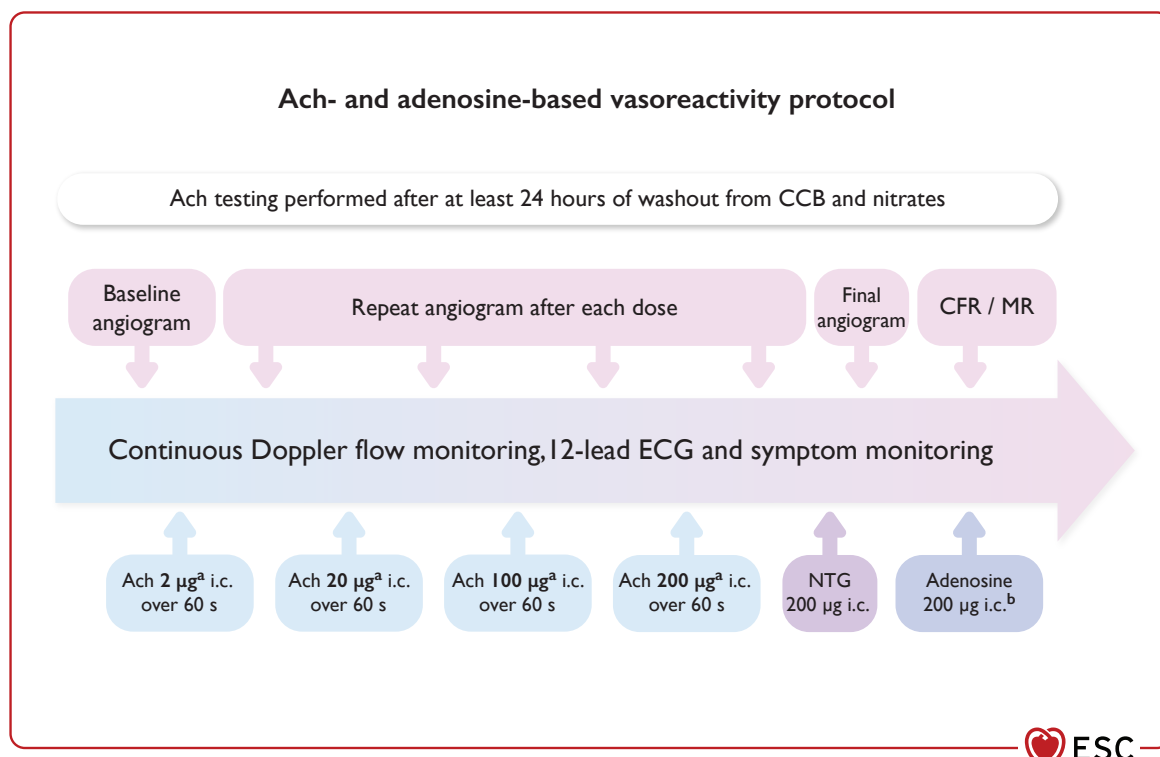 Ach- and adenosine-based vasoreactivity protocol
Ach testing performed after at least 24 hours of washout from CCB and nitrates
Baseline
angiogram
Repeat angiogram after each dose
Final
angiogram
CFR / MR
Continuous Doppler flow monitoring,12-lead ECG and symptom monitoring
Ach 2 µgᵃ i.c.
over 60 s
Ach 20 µgᵃ i.c.
over 60 s
Ach 100 µgᵃ i.c.
over 60 s
Ach 200 µgᵃ i.c.
over 60 s
NTG
200 µg i.c.
Adenosine
200 µg i.c.ᵇ
ESC